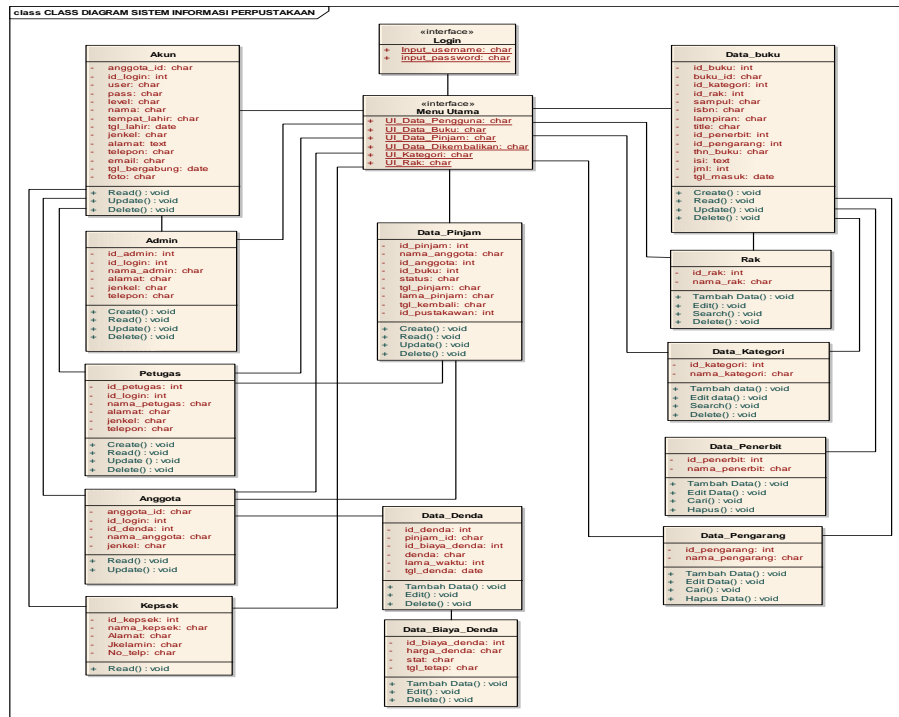 class CLASS DIAGRAM SISTEM INFORMASI PERPUSTAKAAN
«interface»
Login
+ Input_username: char
+ input_password: char
Akun
- anggota_id: char
- id_login: int
- user: char
- pass: char
- level: char
- nama: char
- tempat_lahir: char
- tgl_lahir: date
- jenkel: char
- alamat: text
- telepon: char
- email: char
- tgl_bergabung: date
- foto: char
+ Read() : void
+ Update() : void
+ Delete() : void
«interface»
Menu Utama
+ UI_Data_Pengguna: char
+ UI_Data_Buku: char
+ UI_Data_Pinjam: char
+ UI_Data_Dikembalikan: char
+ UI_Kategori: char
+ UI_Rak: char
Data_buku
- id_buku: int
- buku_id: char
- id_kategori: int
- id_rak: int
- sampul: char
- isbn: char
- lampiran: char
- title: char
- id_penerbit: int
- id_pengarang: int
- thn_buku: char
- isi: text
- jml: int
- tgl_masuk: date
+ Create() : void
+ Read() : void
+ Update() : void
+ Delete() : void
Admin
- id_admin: int
- id_login: int
- nama_admin: char
- alamat: char
- jenkel: char
- telepon: char
+ Create() : void
+ Read() : void
+ Update() : void
+ Delete() : void
Data_Pinjam
- id_pinjam: int
- nama_anggota: char
- id_anggota: int
- id_buku: int
- status: char
- tgl_pinjam: char
- lama_pinjam: char
- tgl_kembali: char
- id_pustakawan: int
+ Create() : void
+ Read() : void
+ Update() : void
+ Delete() : void
Rak
- id_rak: int
- nama_rak: char
+ Tambah Data() : void
+ Edit() : void
+ Search() : void
+ Delete() : void
Data_Kategori
- id_kategori: int
- nama_kategori: char
+ Tambah data() : void
+ Edit data() : void
+ Search() : void
+ Delete() : void
Petugas
- id_petugas: int
- id_login: int
- nama_petugas: char
- alamat: char
- jenkel: char
- telepon: char
+ Create() : void
+ Read() : void
+ Update () : void
+ Delete() : void
Data_Penerbit
- id_penerbit: int
- nama_penerbit: char
+ Tambah Data() : void
+ Edit Data() : void
+ Cari() : void
+ Hapus() : void
Anggota
- anggota_id: char
- id_login: int
- id_denda: int
- nama_anggota: char
- jenkel: char
+ Read() : void
+ Update() : void
Data_Denda
- id_denda: int
- pinjam_id: char
- id_biaya_denda: int
- denda: char
- lama_waktu: int
- tgl_denda: date
+ Tambah Data() : void
+ Edit() : void
+ Delete() : void
Data_Pengarang
- id_pengarang: int
- nama_pengarang: char
+ Tambah Data() : void
+ Edit Data() : void
+ Cari() : void
+ Hapus Data() : void
Kepsek
- id_kepsek: int
- nama_kepsek: char
- Alamat: char
- Jkelamin: char
- No_telp: char
+ Read() : void
Data_Biaya_Denda
- id_biaya_denda: int
- harga_denda: char
- stat: char
- tgl_tetap: char
+ Tambah Data() : void
+ Edit() : void
+ Delete() : void